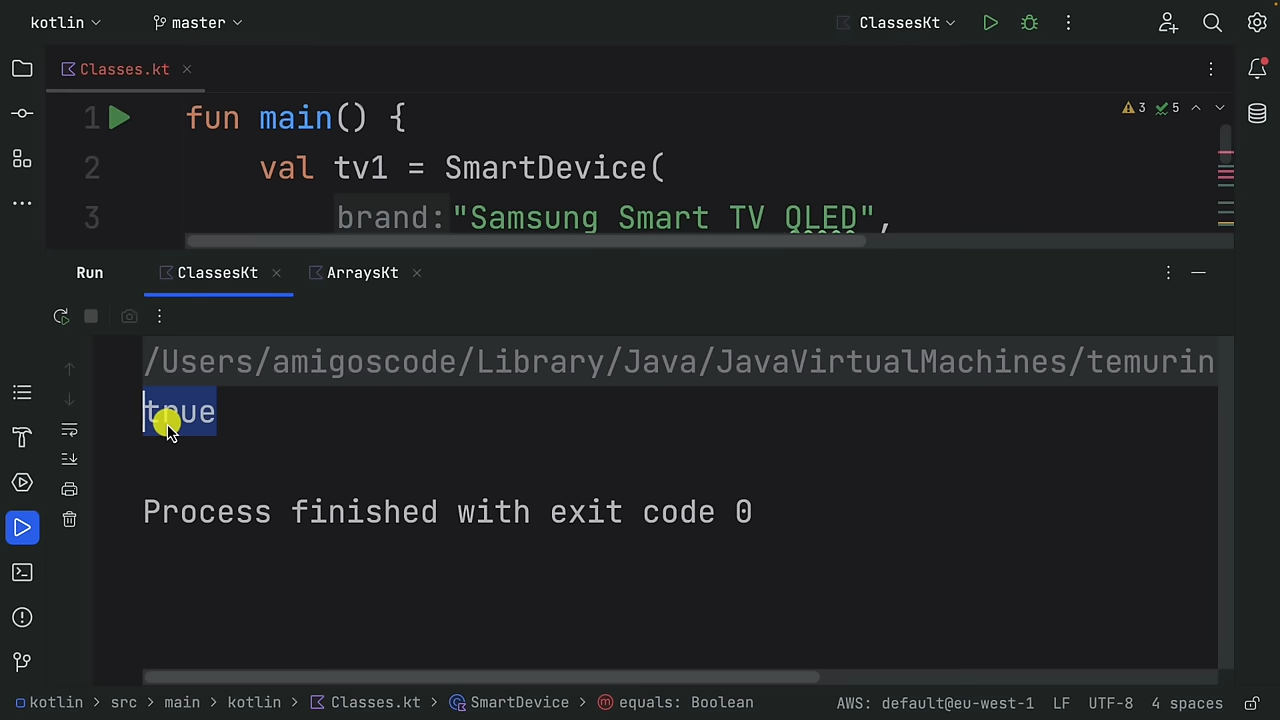 kotlin master ClassesKt
Classes.kt
1 fun main() { 3 5
2 val tv1 = SmartDevice(
3 brand: "Samsung Smart TV QLED",
Run ClassesKt ArraysKt
/Users/amigoscode/Library/Java/JavaVirtualMachines/temurin
true
Process finished with exit code 0
kotlin > src > main > kotlin > Classes.kt > SmartDevice > equals: Boolean AWS: default@eu-west-1 LF UTF-8 4 spaces